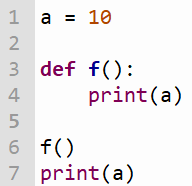 1 a = 10
2
3 def f():
4     print(a)
5
6 f()
7 print(a)